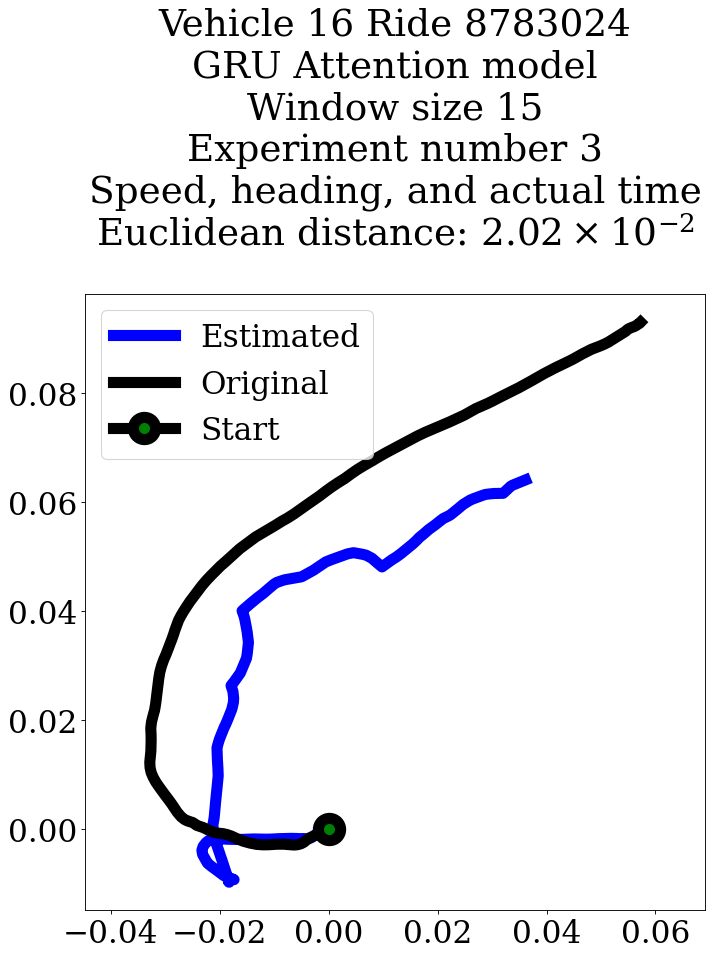 Vehicle 16 Ride 8783024
GRU Attention model
Window size 15
Experiment number 3
Speed, heading, and actual time
Euclidean distance: 2.02 × 10⁻²
Estimated
Original
Start
0.08
0.06
0.04
0.02
0.00
−0.04 −0.02 0.00 0.02 0.04 0.06